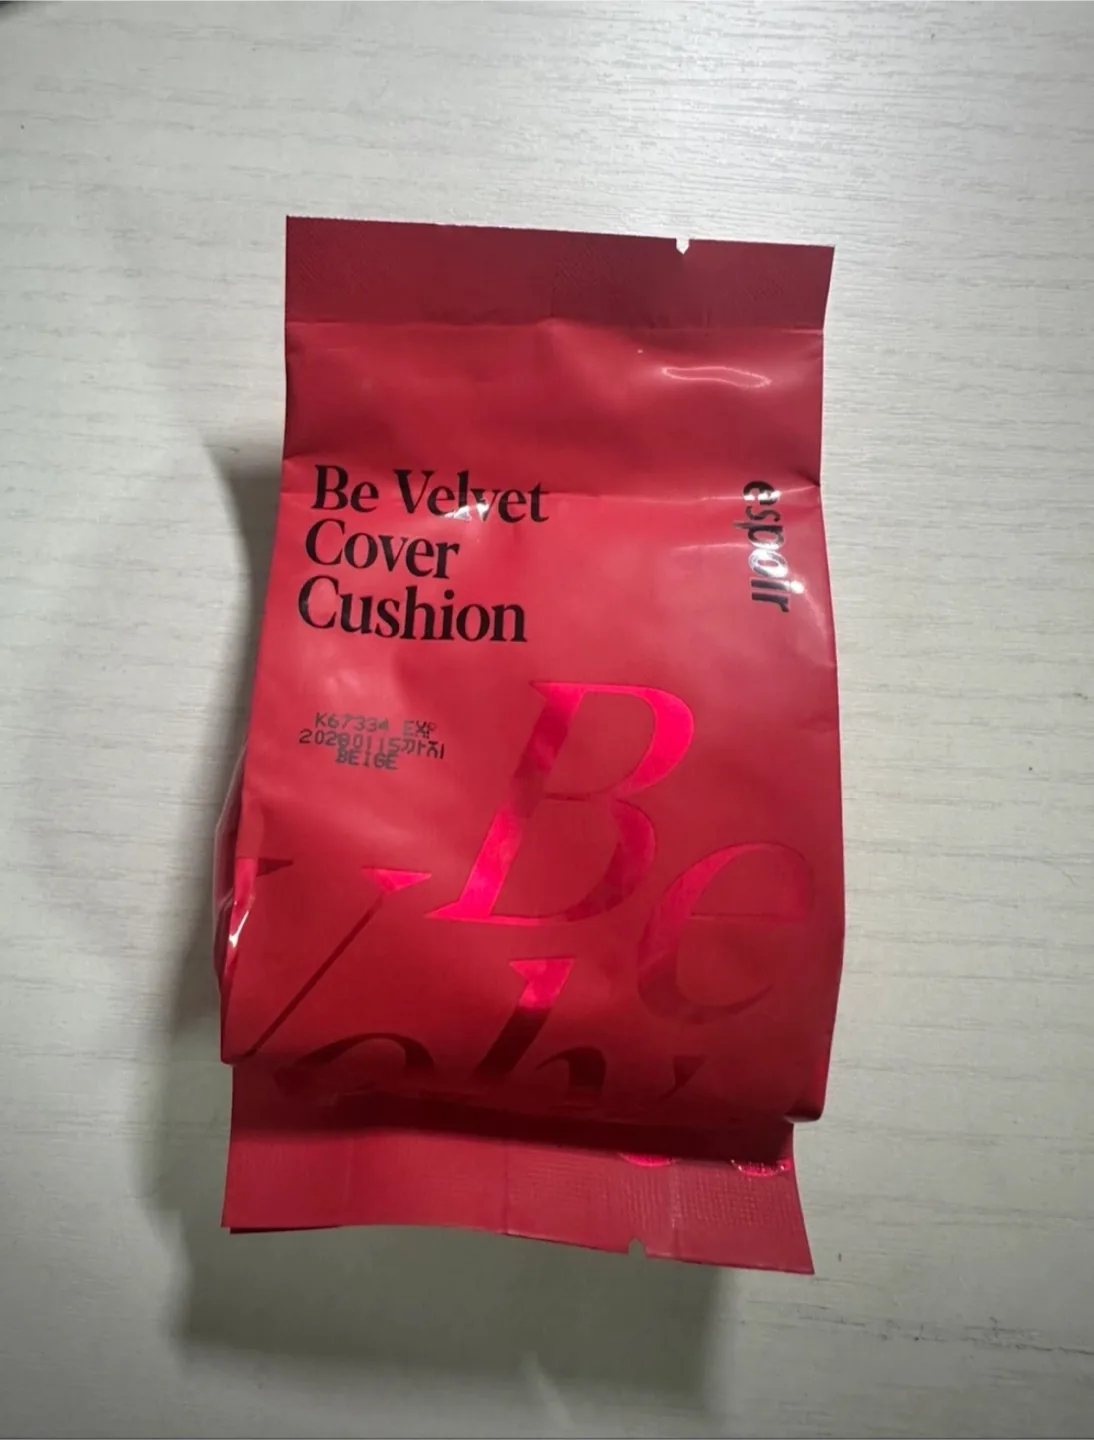 Be Velvet
Cover
Cushion
espoir
K67334 EXP
20280115까지
BEIGE
Be
Velv